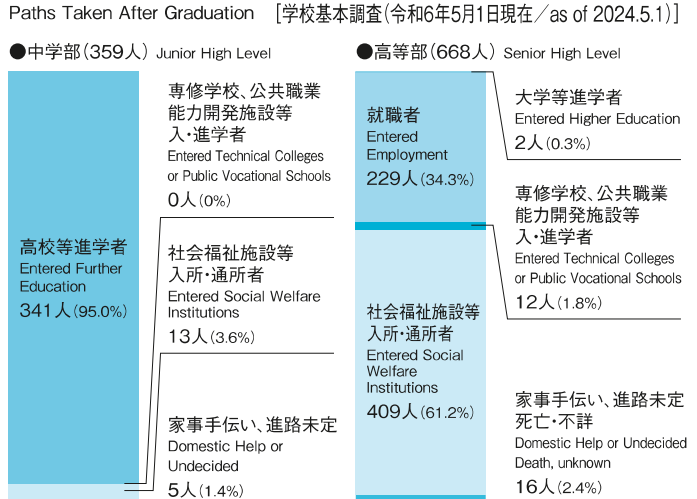 Paths Taken After Graduation [学校基本調査(令和6年5月1日現在/as of 2024.5.1)]
●中学部(359人) Junior High Level
高校等進学者
Entered Further
Education
341人(95.0%)
専修学校、公共職業
能力開発施設等
入・進学者
Entered Technical Colleges
or Public Vocational Schools
0人(0%)
社会福祉施設等
入所・通所者
Entered Social Welfare
Institutions
13人(3.6%)
家事手伝い、進路未定
Domestic Help or
Undecided
5人(1.4%)
●高等部(668人) Senior High Level
就職者
Entered
Employment
229人(34.3%)
社会福祉施設等
入所・通所者
Entered Social
Welfare
Institutions
409人(61.2%)
大学等進学者
Entered Higher Education
2人(0.3%)
専修学校、公共職業
能力開発施設等
入・進学者
Entered Technical Colleges
or Public Vocational Schools
12人(1.8%)
家事手伝い、進路未定
死亡・不詳
Domestic Help or Undecided
Death, unknown
16人(2.4%)